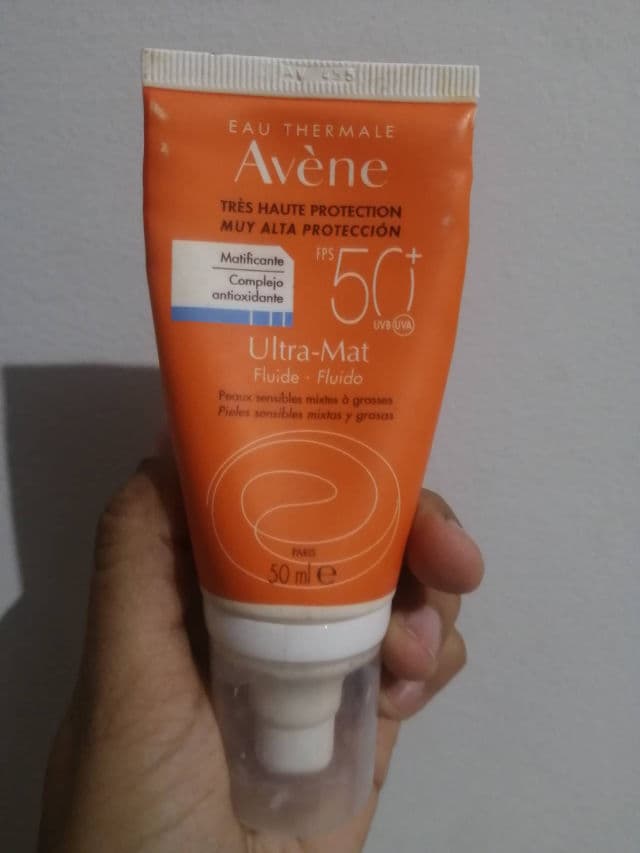 EAU THERMALE
Avène
TRÈS HAUTE PROTECTION
MUY ALTA PROTECCIÓN
Matificante
Complejo
antioxidante
FPS 50+
UVB UVA
Ultra-Mat
Fluide · Fluido
Peaux sensibles mixtes à grasses
Pieles sensibles mixtas y grasas
PARIS
50 ml e